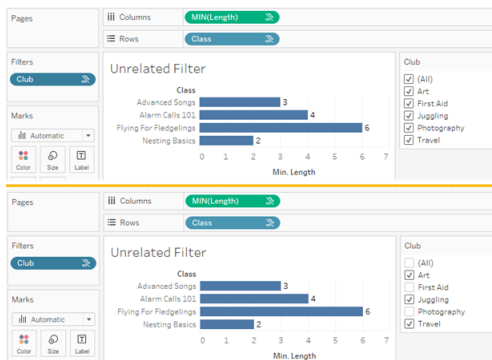 Pages
Columns
MIN(Length)
Rows
Class
Filters
Club
Marks
Automatic
Color
Size
Label
Unrelated Filter
Class
Advanced Songs
3
Alarm Calls 101
4
Flying For Fledgelings
6
Nesting Basics
2
0 1 2 3 4 5 6 7
Min. Length
Club
(All)
Art
First Aid
Juggling
Photography
Travel
Pages
Columns
MIN(Length)
Rows
Class
Filters
Club
Marks
Automatic
Color
Size
Label
Unrelated Filter
Class
Advanced Songs
3
Alarm Calls 101
4
Flying For Fledgelings
6
Nesting Basics
2
0 1 2 3 4 5 6 7
Min. Length
Club
(All)
Art
First Aid
Juggling
Photography
Travel